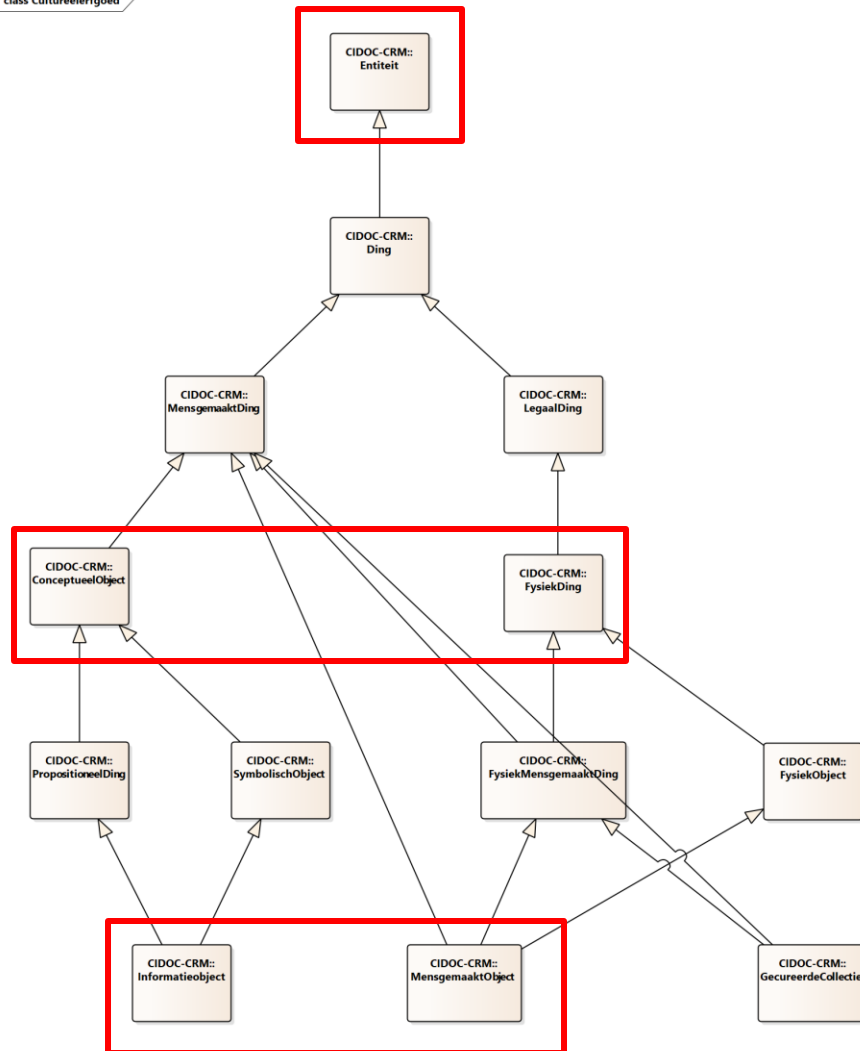 class CultureelErfgoed
CIDOC-CRM::
Entiteit
CIDOC-CRM::
Ding
CIDOC-CRM::
MensgemaaktDing
CIDOC-CRM::
LegaalDing
CIDOC-CRM::
ConceptueelObject
CIDOC-CRM::
FysiekDing
CIDOC-CRM::
PropositioneelDing
CIDOC-CRM::
SymbolischObject
CIDOC-CRM::
FysiekMensgemaaktDing
CIDOC-CRM::
FysiekObject
CIDOC-CRM::
Informatieobject
CIDOC-CRM::
MensgemaaktObject
CIDOC-CRM::
GecureerdeCollectie